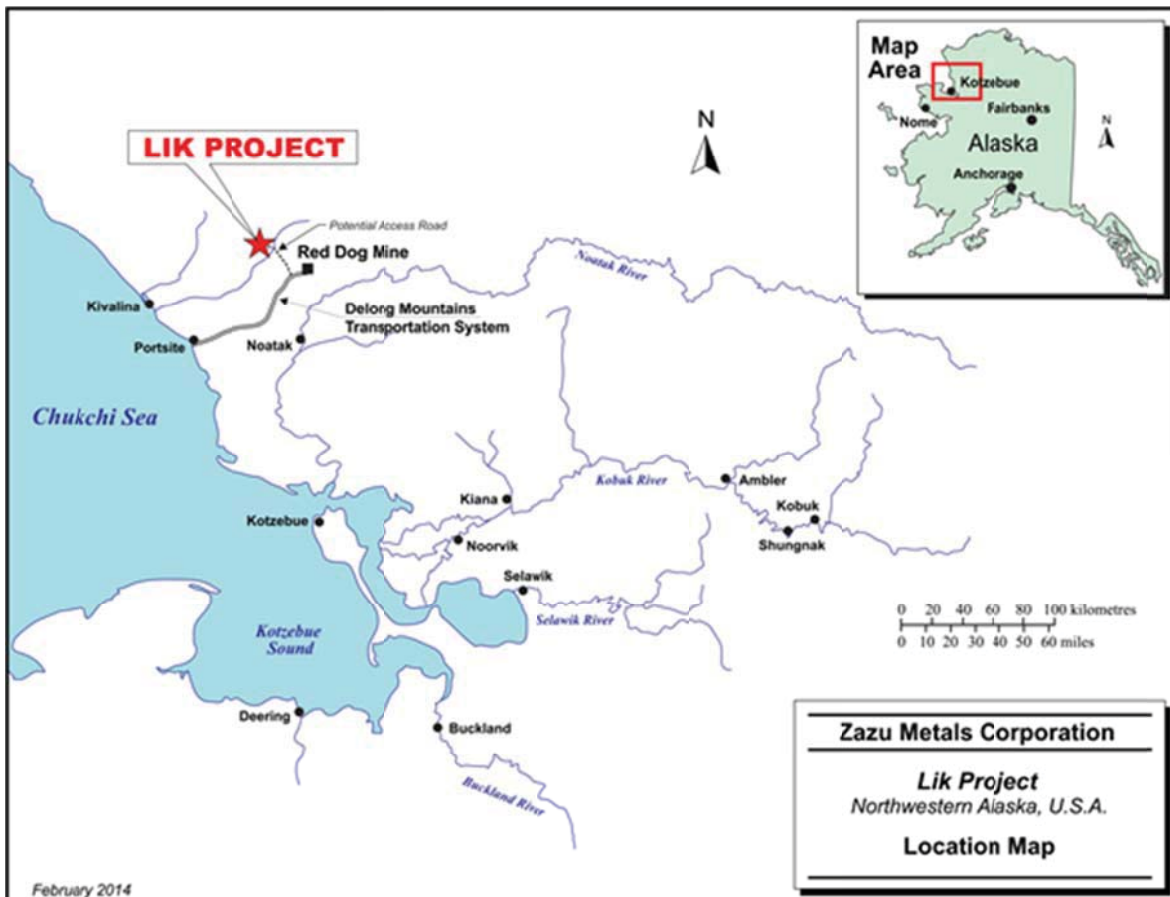 Map
Area
Kotzebue
Fairbanks
Nome
N
Alaska
Anchorage
N
LIK PROJECT
Potential Access Road
Red Dog Mine
Noatak River
Kivalina
Delong Mountains
Transportation System
Portsite
Noatak
Chukchi Sea
Kobuk River
Ambler
Kiana
Kobuk
Kotzebue
Noorvik
Shungnak
Selawik
Selawik River
0 20 40 60 80 100 kilometres
0 10 20 30 40 50 60 miles
Kotzebue
Sound
Deering
Buckland
Buckland River
Zazu Metals Corporation
Lik Project
Northwestern Alaska, U.S.A.
Location Map
February 2014